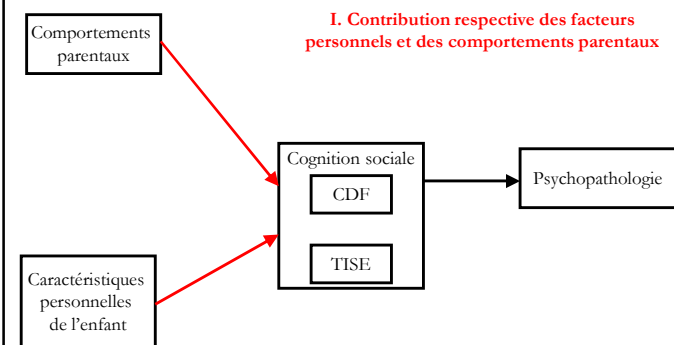 I. Contribution respective des facteurs
personnels et des comportements parentaux
Comportements
parentaux
Cognition sociale
CDF
TISE
Psychopathologie
Caractéristiques
personnelles
de l'enfant